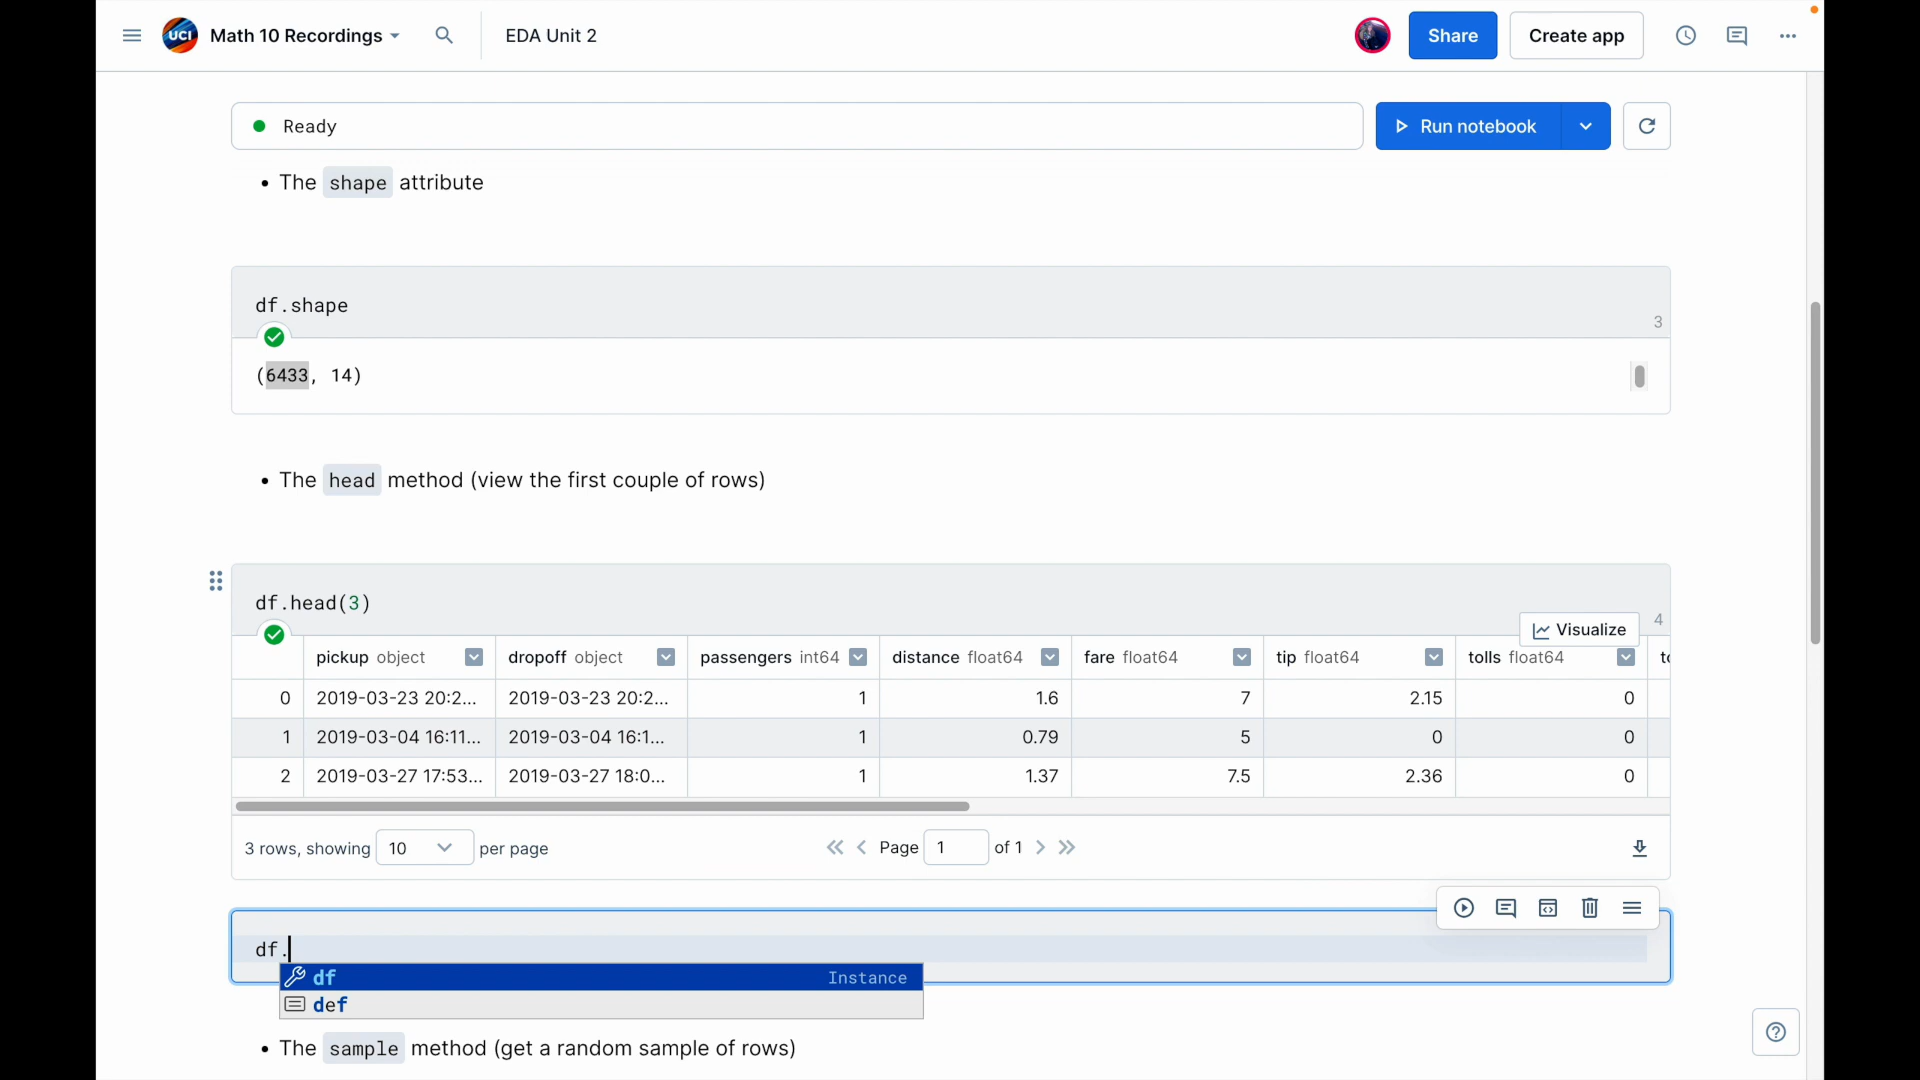 UCI Math 10 Recordings EDA Unit 2 Share Create app
Ready Run notebook
• The shape attribute
df.shape
3
(6433, 14)
• The head method (view the first couple of rows)
df.head(3)
Visualize 4
pickup object dropoff object passengers int64 distance float64 fare float64 tip float64 tolls float64
0 2019-03-23 20:2... 2019-03-23 20:2... 1 1.6 7 2.15 0
1 2019-03-04 16:11... 2019-03-04 16:1... 1 0.79 5 0 0
2 2019-03-27 17:53... 2019-03-27 18:0... 1 1.37 7.5 2.36 0
3 rows, showing 10 per page Page 1 of 1
df.
df Instance
def
• The sample method (get a random sample of rows)